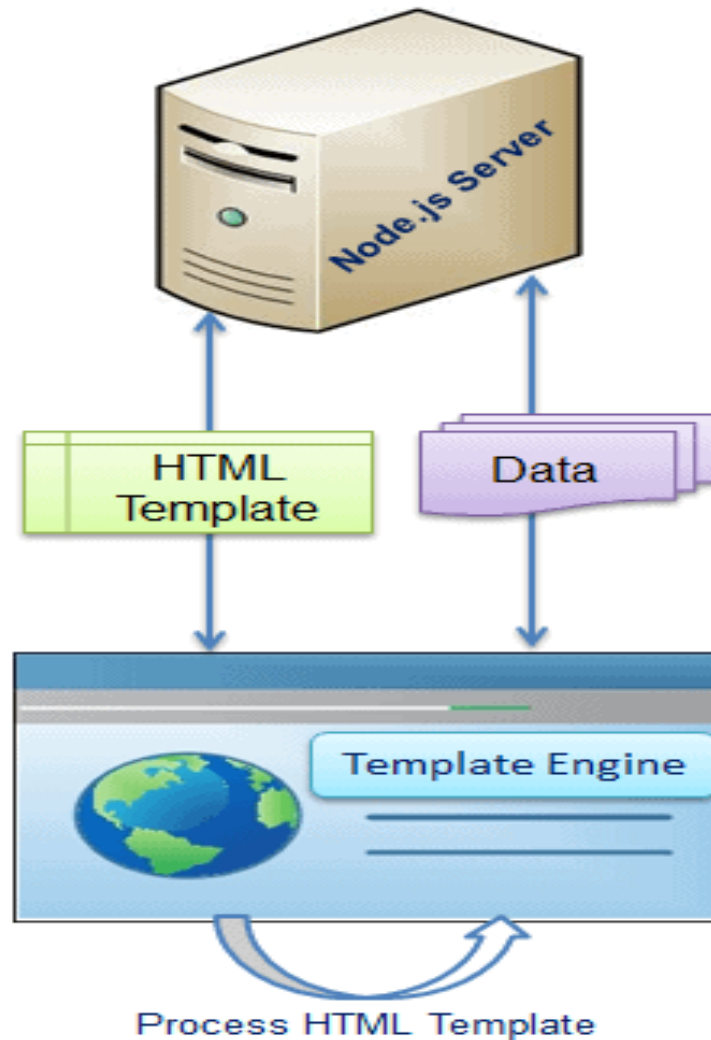 Node.js Server
HTML
Template
Data
Template Engine
Process HTML Template